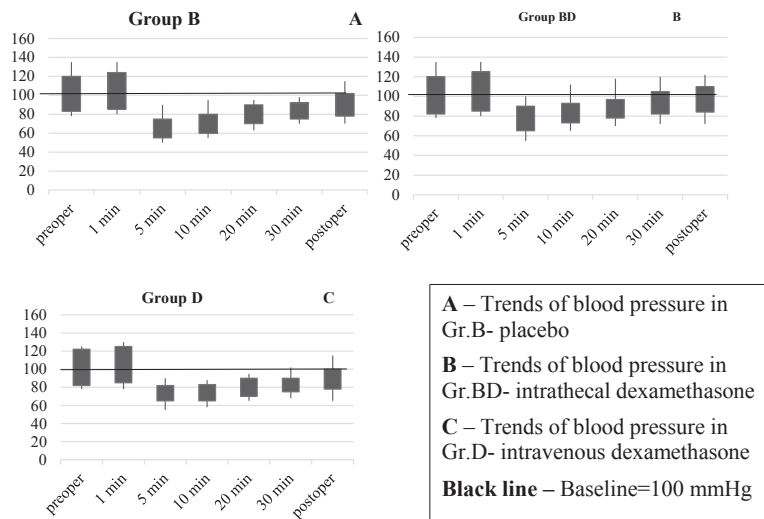 Group B A
160
140
120
100
80
60
40
20
0
preoper 1 min 5 min 10 min 20 min 30 min postoper
Group BD B
160
140
120
100
80
60
40
20
0
preoper 1 min 5 min 10 min 20 min 30 min postoper
Group D C
160
140
120
100
80
60
40
20
0
preoper 1 min 5 min 10 min 20 min 30 min postoper
A – Trends of blood pressure in
Gr.B- placebo
B – Trends of blood pressure in
Gr.BD- intrathecal dexamethasone
C – Trends of blood pressure in
Gr.D- intravenous dexamethasone
Black line – Baseline=100 mmHg